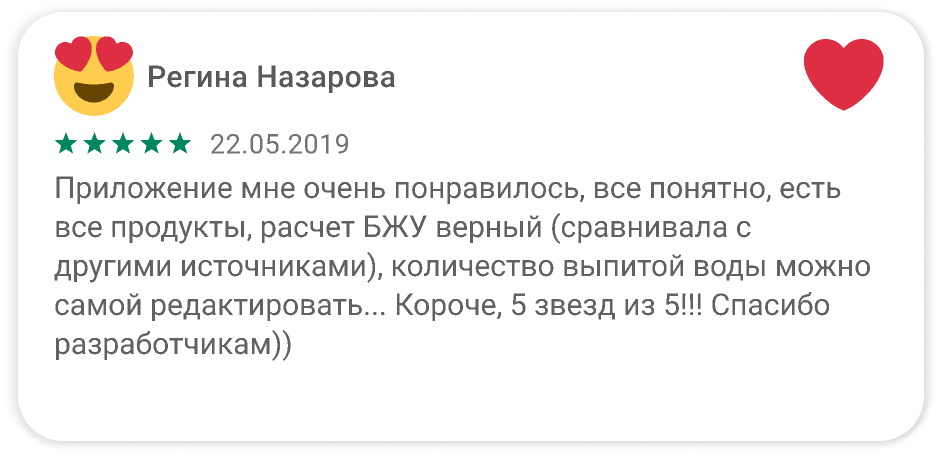 Регина Назарова
22.05.2019
Приложение мне очень понравилось, все понятно, есть
все продукты, расчет БЖУ верный (сравнивала с
другими источниками), количество выпитой воды можно
самой редактировать... Короче, 5 звезд из 5!!! Спасибо
разработчикам))